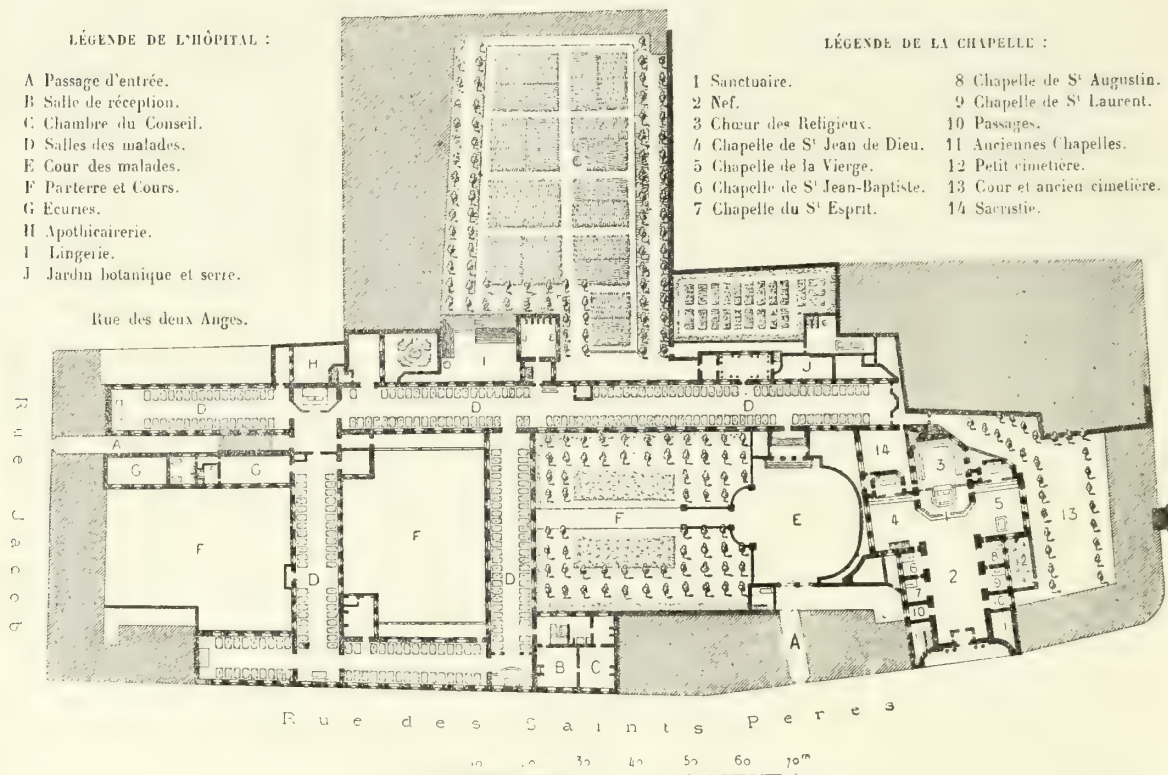 LÉGENDE DE L'HÔPITAL :
A Passage d'entrée.
B Salle de réception.
C Chambre du Conseil.
D Salles des malades.
E Cour des malades.
F Parterre et Cours.
G Ecuries.
H Apothicairerie.
I Lingerie.
J Jardin botanique et serre.
Rue des deux Anges.
LÉGENDE DE LA CHAPELLE :
1 Sanctuaire.
2 Nef.
3 Chœur des Religieux.
4 Chapelle de St Jean de Dieu.
5 Chapelle de la Vierge.
6 Chapelle de St Jean-Baptiste.
7 Chapelle du St Esprit.
8 Chapelle de St Augustin.
9 Chapelle de St Laurent.
10 Passages.
11 Anciennes Chapelles.
12 Petit cimetière.
13 Cour et ancien cimetière.
14 Sacristie.
H
I
J
D
D
D
A
G
G
14
3
F
F
F
E
4
1
5
13
D
D
2
8
12
9
6
7
10
B
C
A
Rue Jacob
Rue des Saints Peres
30 40 50 60 70m